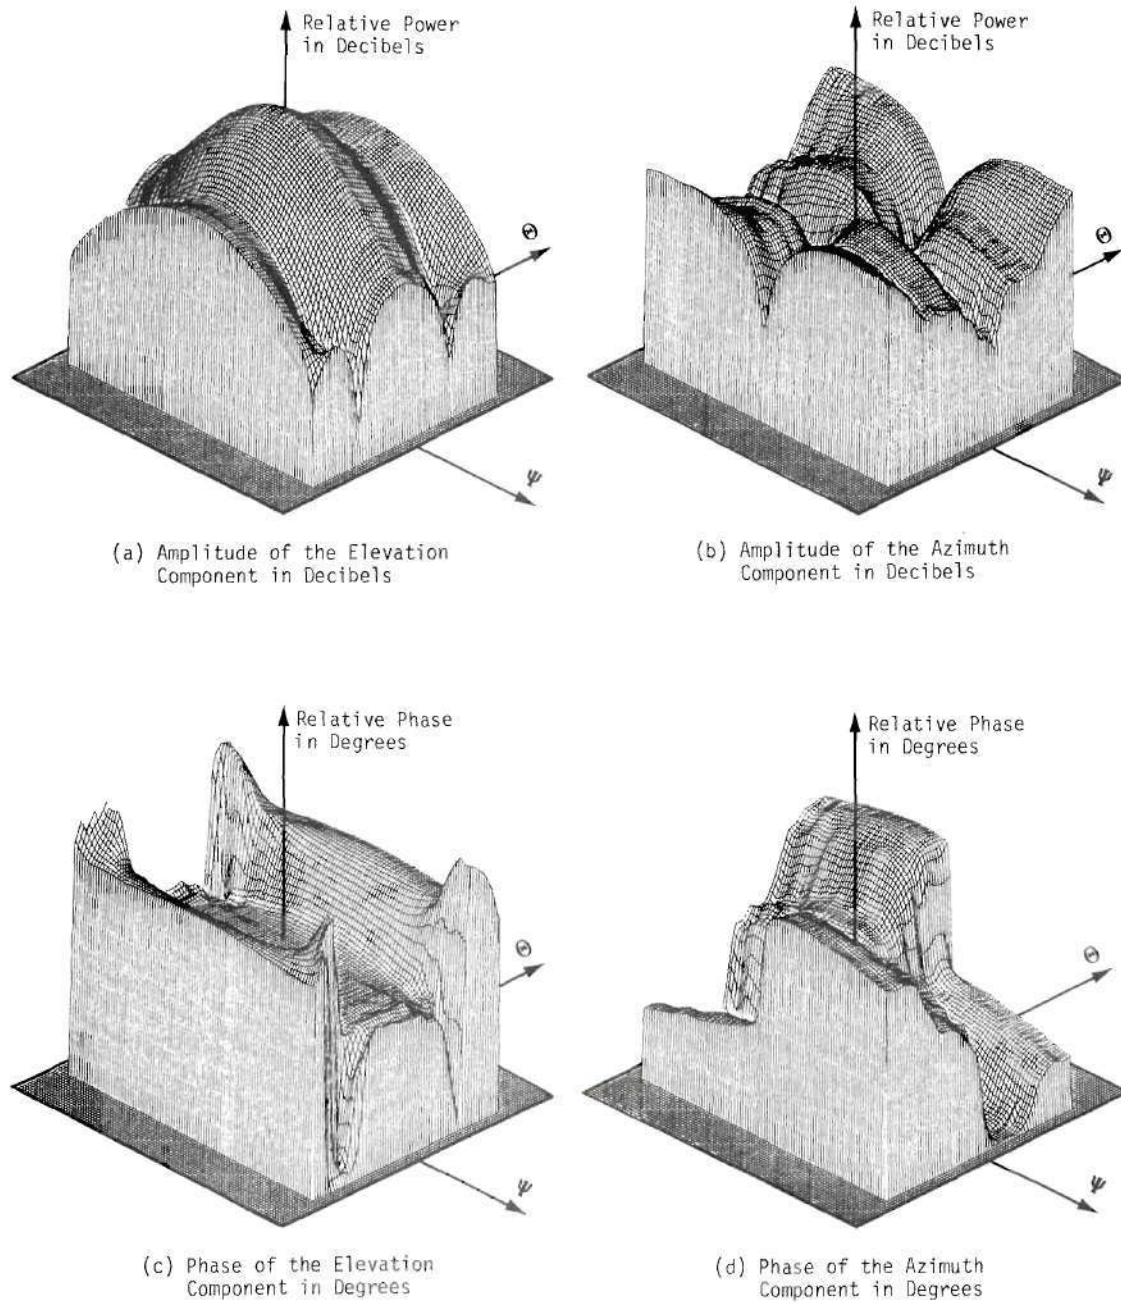 Relative Power
in Decibels
Θ
Ψ
(a) Amplitude of the Elevation
Component in Decibels
Relative Power
in Decibels
Θ
Ψ
(b) Amplitude of the Azimuth
Component in Decibels
Relative Phase
in Degrees
Θ
Ψ
(c) Phase of the Elevation
Component in Degrees
Relative Phase
in Degrees
Θ
Ψ
(d) Phase of the Azimuth
Component in Degrees